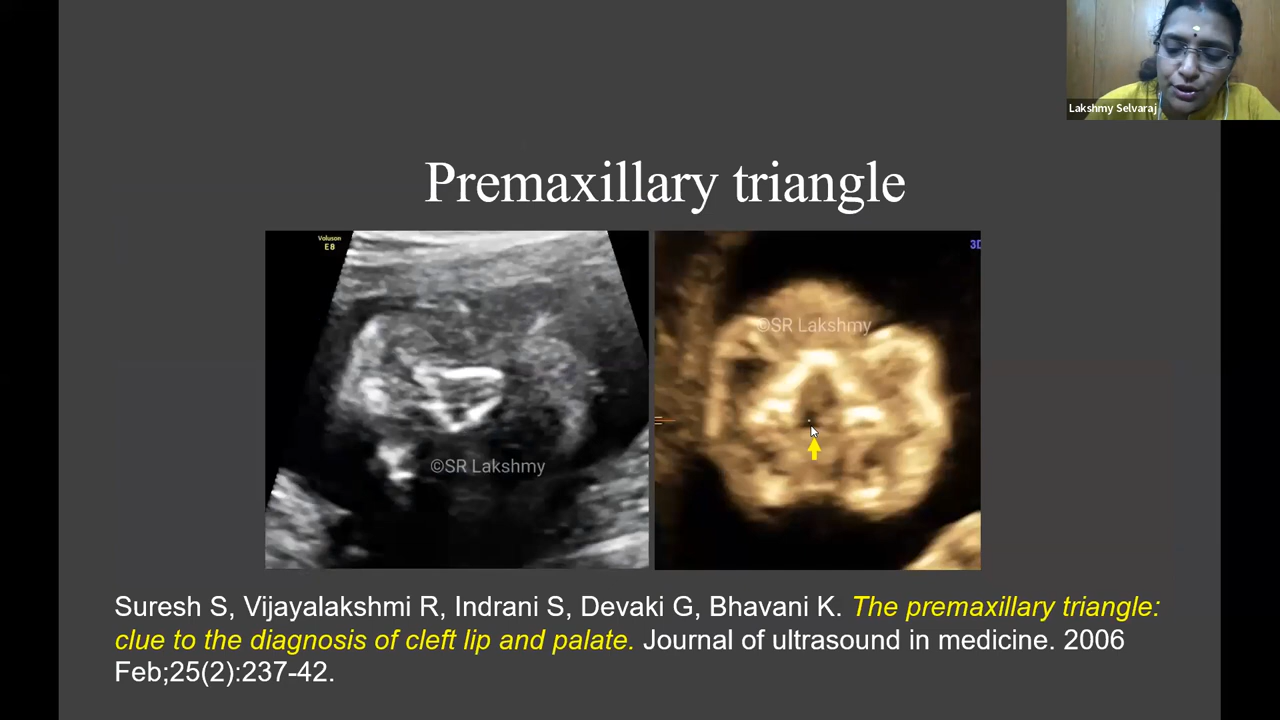 Lakshmy Selvaraj
Premaxillary triangle
Voluson
E8
3D
©SR Lakshmy
©SR Lakshmy
Suresh S, Vijayalakshmi R, Indrani S, Devaki G, Bhavani K. The premaxillary triangle:
clue to the diagnosis of cleft lip and palate. Journal of ultrasound in medicine. 2006
Feb;25(2):237-42.